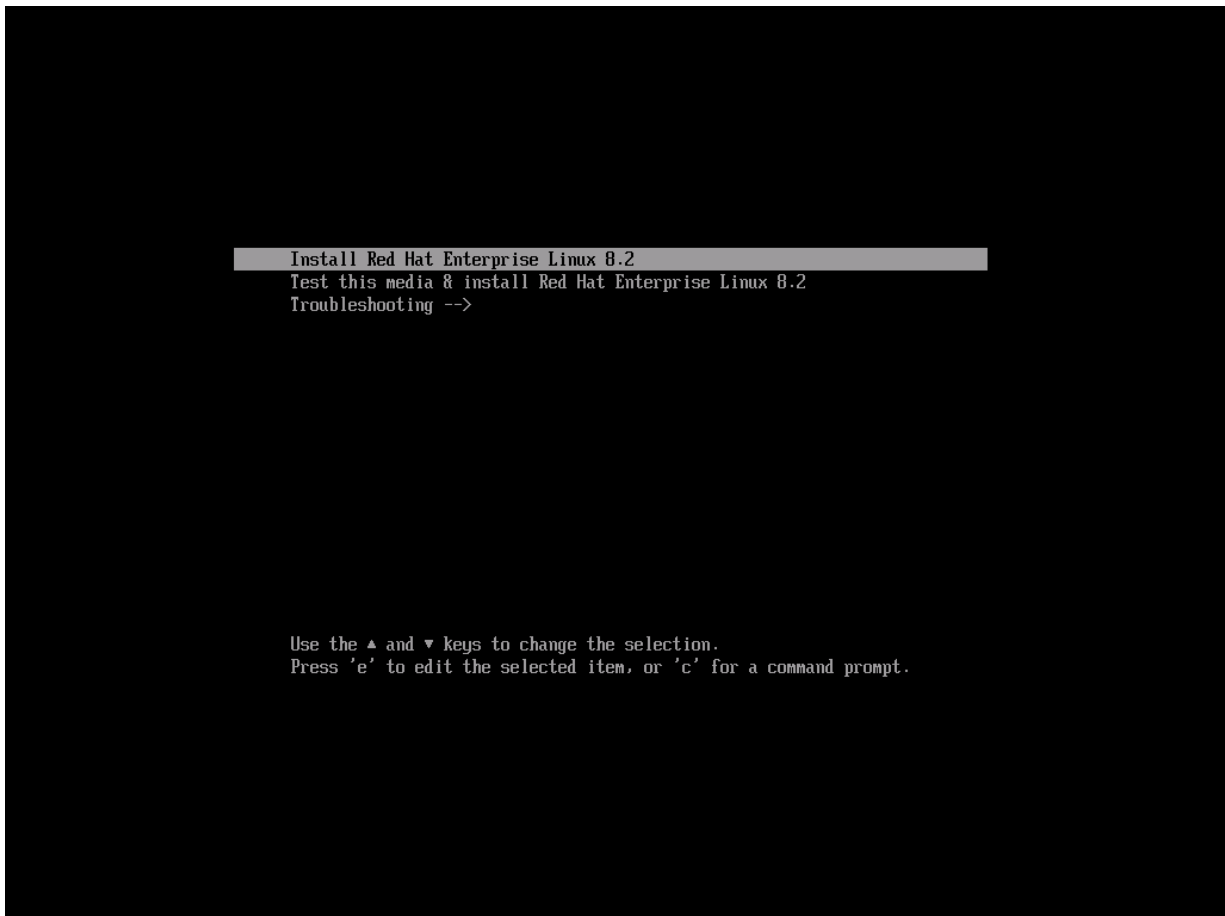 Install Red Hat Enterprise Linux 8.2
Test this media & install Red Hat Enterprise Linux 8.2
Troubleshooting -->
Use the ▲ and ▼ keys to change the selection.
Press 'e' to edit the selected item, or 'c' for a command prompt.